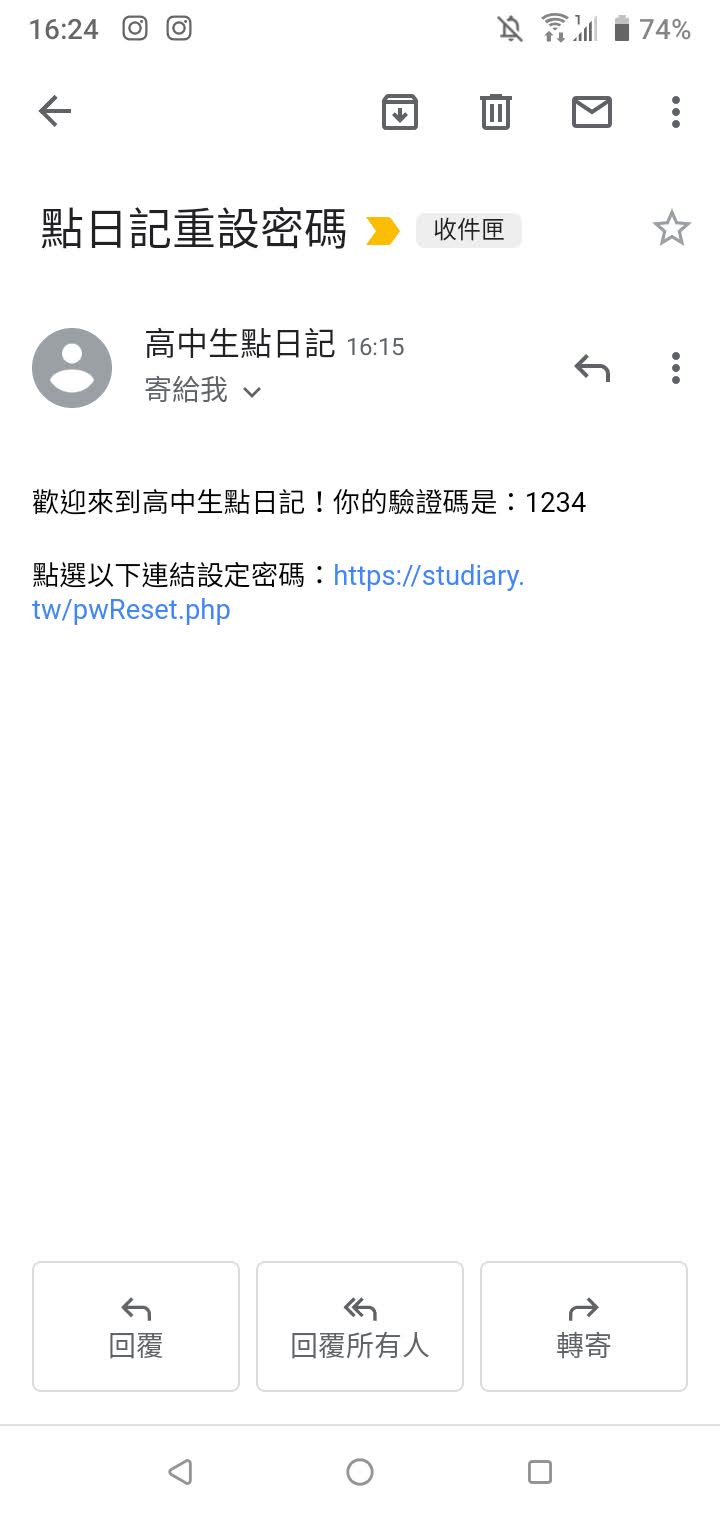 16:24
1
74%
點日記重設密碼 收件匣
高中生點日記 16:15
寄給我
歡迎來到高中生點日記！你的驗證碼是：1234
點選以下連結設定密碼：https://studiary.
tw/pwReset.php
回覆 回覆所有人 轉寄